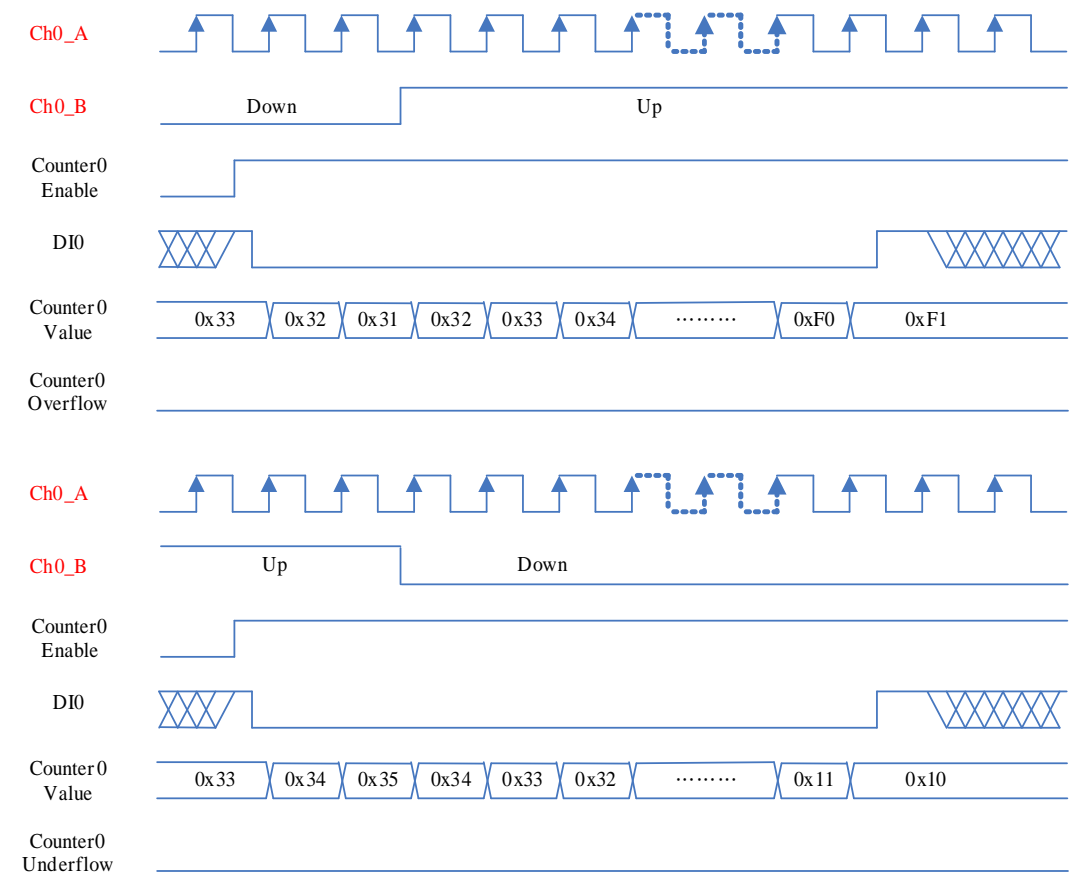 Ch0_A
Ch0_B
Down
Up
Counter0
Enable
DI0
Counter0
Value
0x33
0x32
0x31
0x32
0x33
0x34
·········
0xF0
0xF1
Counter0
Overflow
Ch0_A
Ch0_B
Up
Down
Counter0
Enable
DI0
Counter0
Value
0x33
0x34
0x35
0x34
0x33
0x32
·········
0x11
0x10
Counter0
Underflow